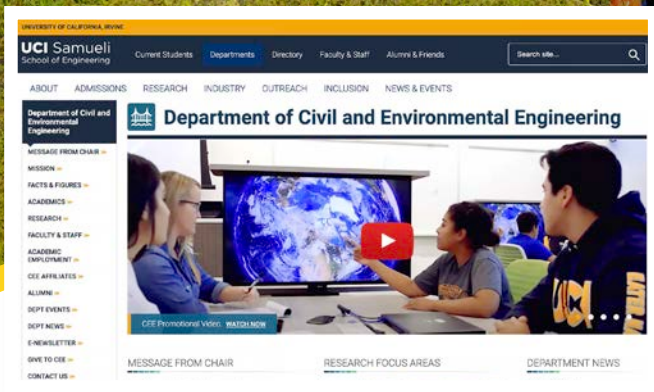 UNIVERSITY OF CALIFORNIA, IRVINE
UCI Samueli
School of Engineering
Current Students Departments Directory Faculty & Staff Alumni & Friends Search site...
ABOUT ADMISSIONS RESEARCH INDUSTRY OUTREACH INCLUSION NEWS & EVENTS
Department of Civil and
Environmental
Engineering
MESSAGE FROM CHAIR
MISSION
FACTS & FIGURES
ACADEMICS
RESEARCH
FACULTY & STAFF
ACADEMIC
EMPLOYMENT
CEE AFFILIATES
ALUMNI
DEPT EVENTS
DEPT NEWS
E-NEWSLETTER
GIVE TO CEE
CONTACT US
Department of Civil and Environmental Engineering
CEE Promotional Video. WATCH NOW
MESSAGE FROM CHAIR RESEARCH FOCUS AREAS DEPARTMENT NEWS